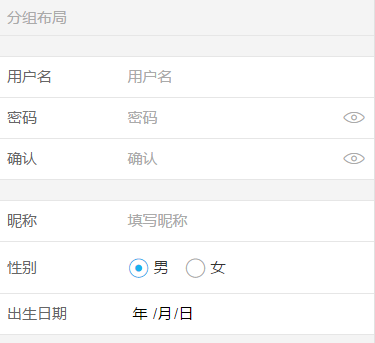 分组布局
用户名 用户名
密码 密码
确认 确认
昵称 填写昵称
性别 男 女
出生日期 年 /月/日